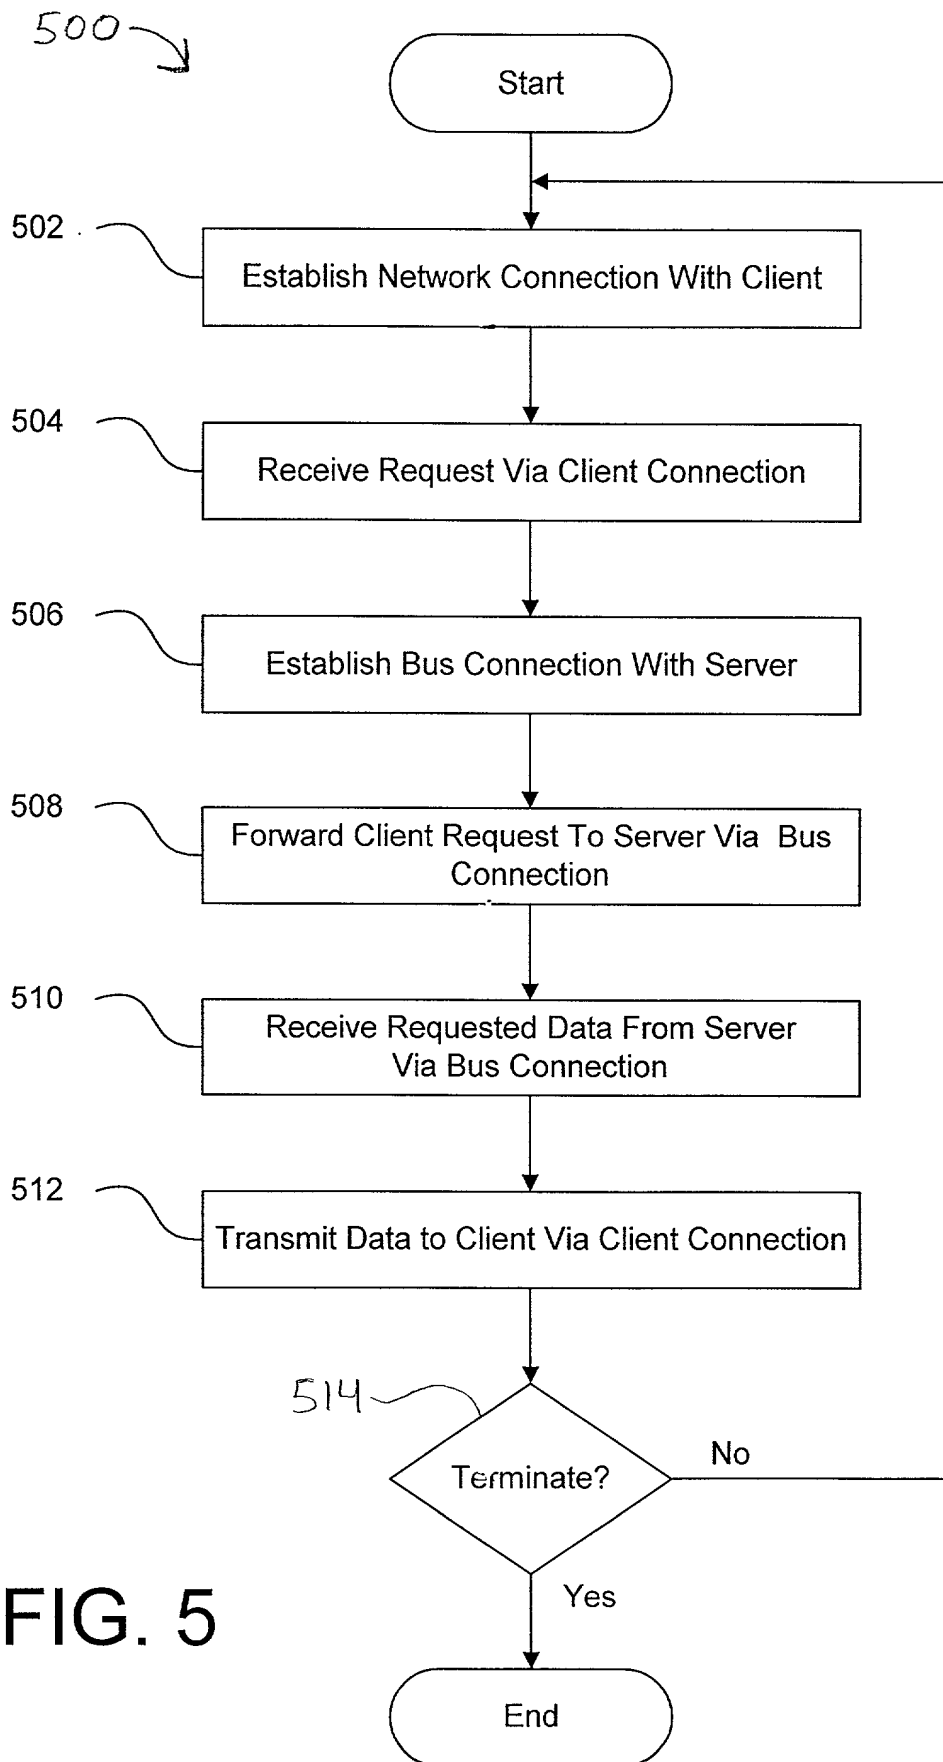 500
Start
502
Establish Network Connection With Client
504
Receive Request Via Client Connection
506
Establish Bus Connection With Server
508
Forward Client Request To Server Via Bus
Connection
510
Receive Requested Data From Server
Via Bus Connection
512
Transmit Data to Client Via Client Connection
514
Terminate?
No
Yes
FIG. 5
End